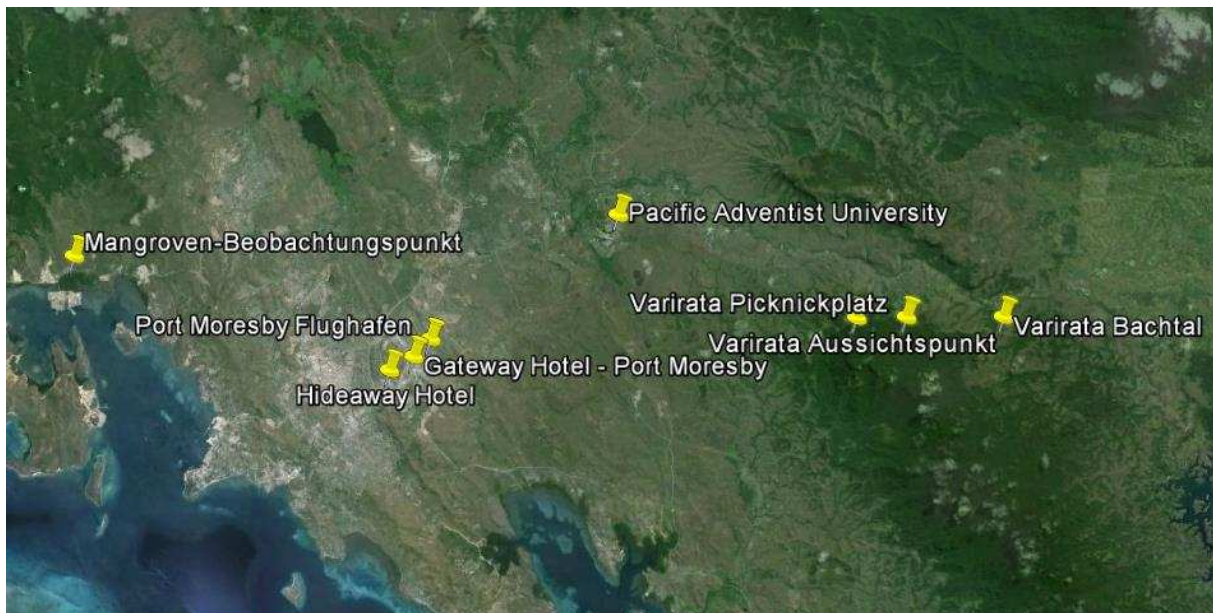 Pacific Adventist University
Mangroven-Beobachtungspunkt
Varirata Picknickplatz
Port Moresby Flughafen
Varirata Bachtal
Varirata Aussichtspunkt
Gateway Hotel - Port Moresby
Hideaway Hotel